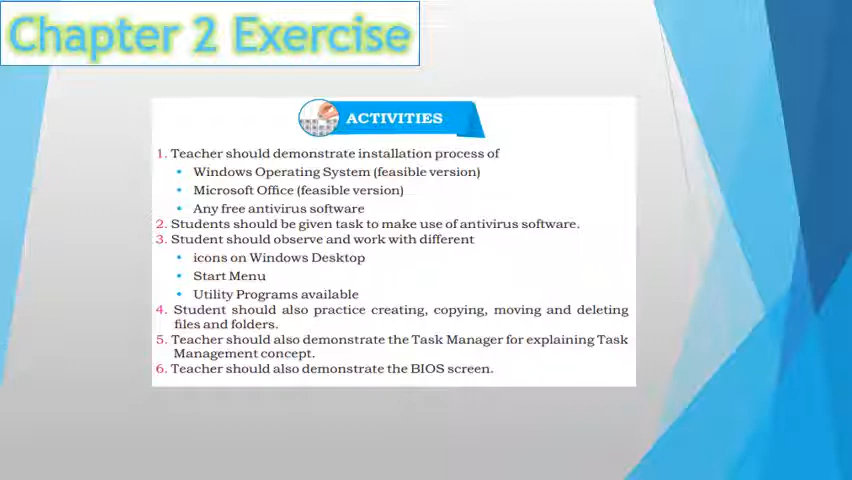 Chapter 2 Exercise
ACTIVITIES
1. Teacher should demonstrate installation process of
• Windows Operating System (feasible version)
• Microsoft Office (feasible version)
• Any free antivirus software
2. Students should be given task to make use of antivirus software.
3. Student should observe and work with different
• icons on Windows Desktop
• Start Menu
• Utility Programs available
4. Student should also practice creating, copying, moving and deleting
files and folders.
5. Teacher should also demonstrate the Task Manager for explaining Task
Management concept.
6. Teacher should also demonstrate the BIOS screen.